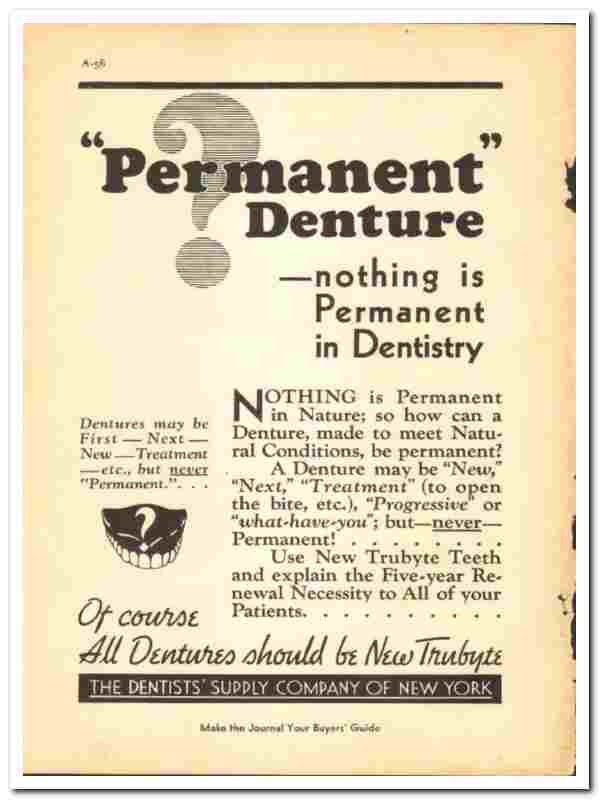 A-56
"Permanent"
Denture
—nothing is
Permanent
in Dentistry
Dentures may be
First — Next —
New — Treatment
—etc., but never
"Permanent." . . .
NOTHING is Permanent
in Nature; so how can a
Denture, made to meet Natu-
ral Conditions, be permanent?
A Denture may be "New,"
"Next," "Treatment" (to open
the bite, etc.), "Progressive" or
"what-have-you"; but—never—
Permanent! . . . . . . . .
Use New Trubyte Teeth
and explain the Five-year Re-
newal Necessity to All of your
Patients. . . . . . . . . . .
Of course
All Dentures should be New Trubyte
THE DENTISTS' SUPPLY COMPANY OF NEW YORK
Make the Journal Your Buyers' Guide